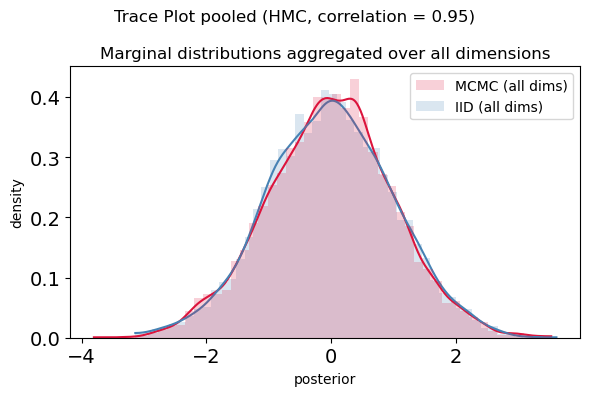 Trace Plot pooled (HMC, correlation = 0.95)
Marginal distributions aggregated over all dimensions
MCMC (all dims)
IID (all dims)
density
0.4
0.3
0.2
0.1
0.0
−4
−2
0
2
posterior